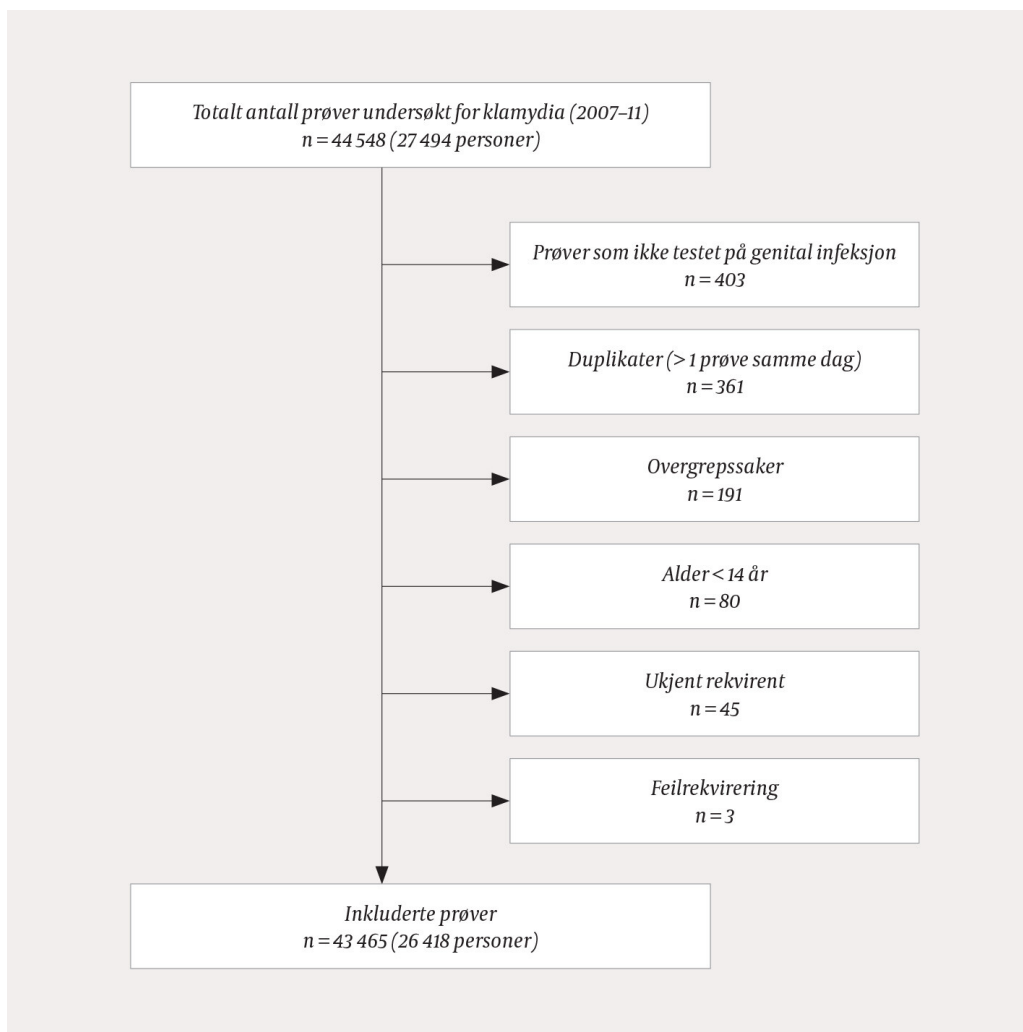 Totalt antall prøver undersøkt for klamydia (2007–11)
n = 44 548 (27 494 personer)
Prøver som ikke testet på genital infeksjon
n = 403
Duplikater (> 1 prøve samme dag)
n = 361
Overgrepssaker
n = 191
Alder < 14 år
n = 80
Ukjent rekvirent
n = 45
Feilrekvirering
n = 3
Inkluderte prøver
n = 43 465 (26 418 personer)